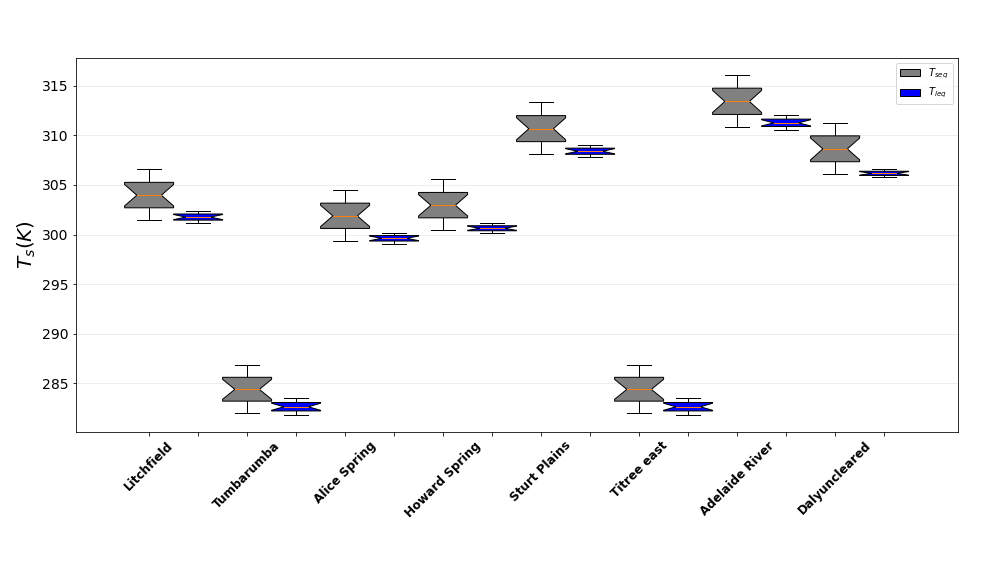 T_seq
T_leq
315
310
305
300
295
290
285
T_s(K)
Litchfield
Tumbarumba
Alice Spring
Howard Spring
Sturt Plains
Titree east
Adelaide River
Dalyuncleared